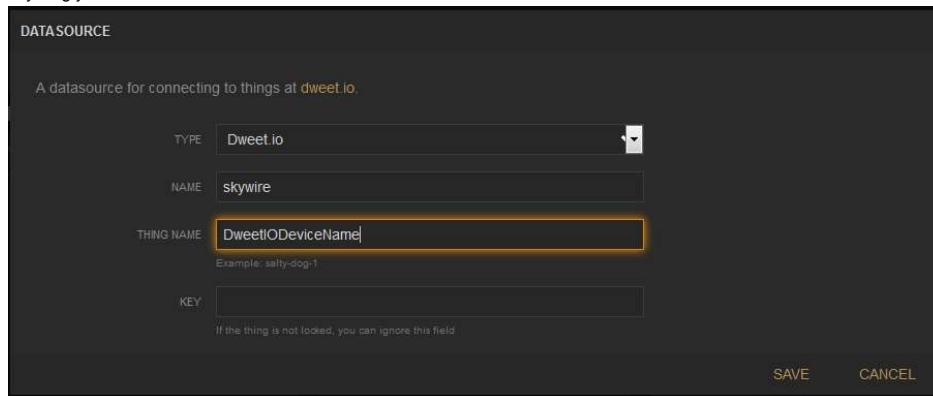 DATASOURCE
A datasource for connecting to things at dweet.io.
TYPE Dweet.io
NAME skywire
THING NAME DweetIODeviceName
Example: salty-dog-1
KEY
If the thing is not locked, you can ignore this field
SAVE CANCEL